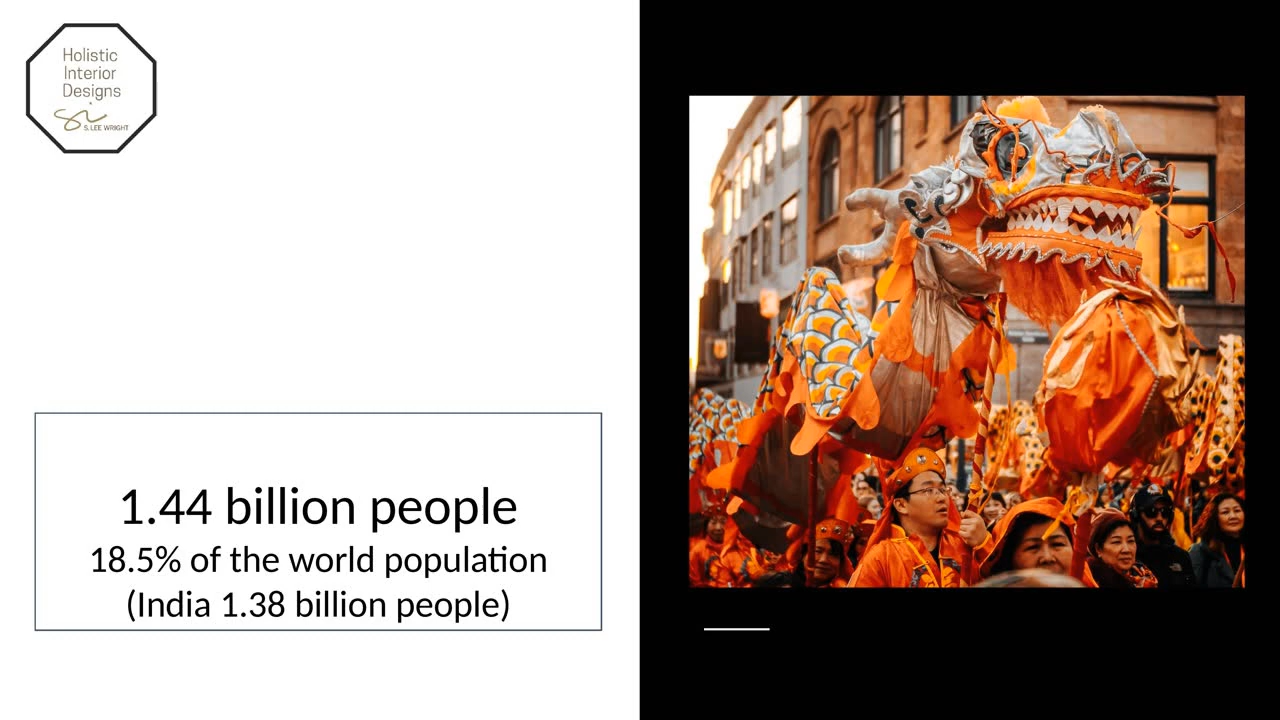 Holistic
Interior
Designs
S. LEE WRIGHT
1.44 billion people
18.5% of the world population
(India 1.38 billion people)